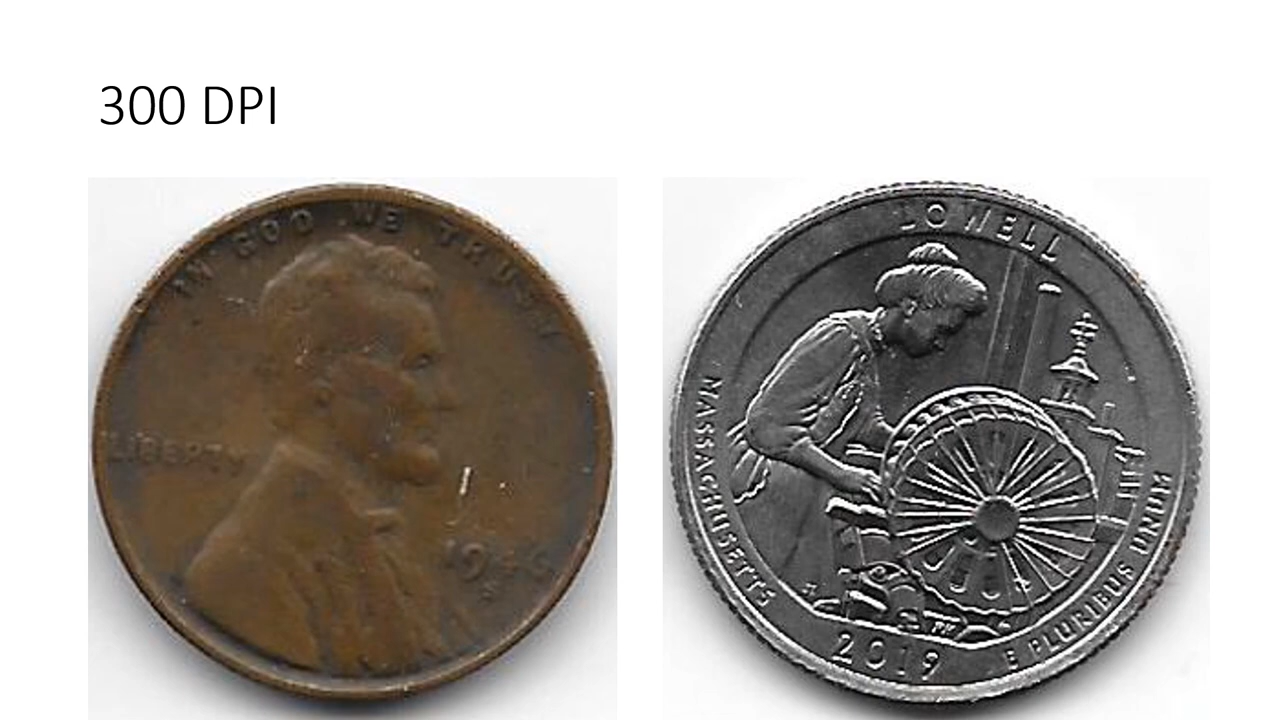 300 DPI
IN GOD WE TRUST
LIBERTY
LOWELL
MASSACHUSETTS
2019
E PLURIBUS UNUM